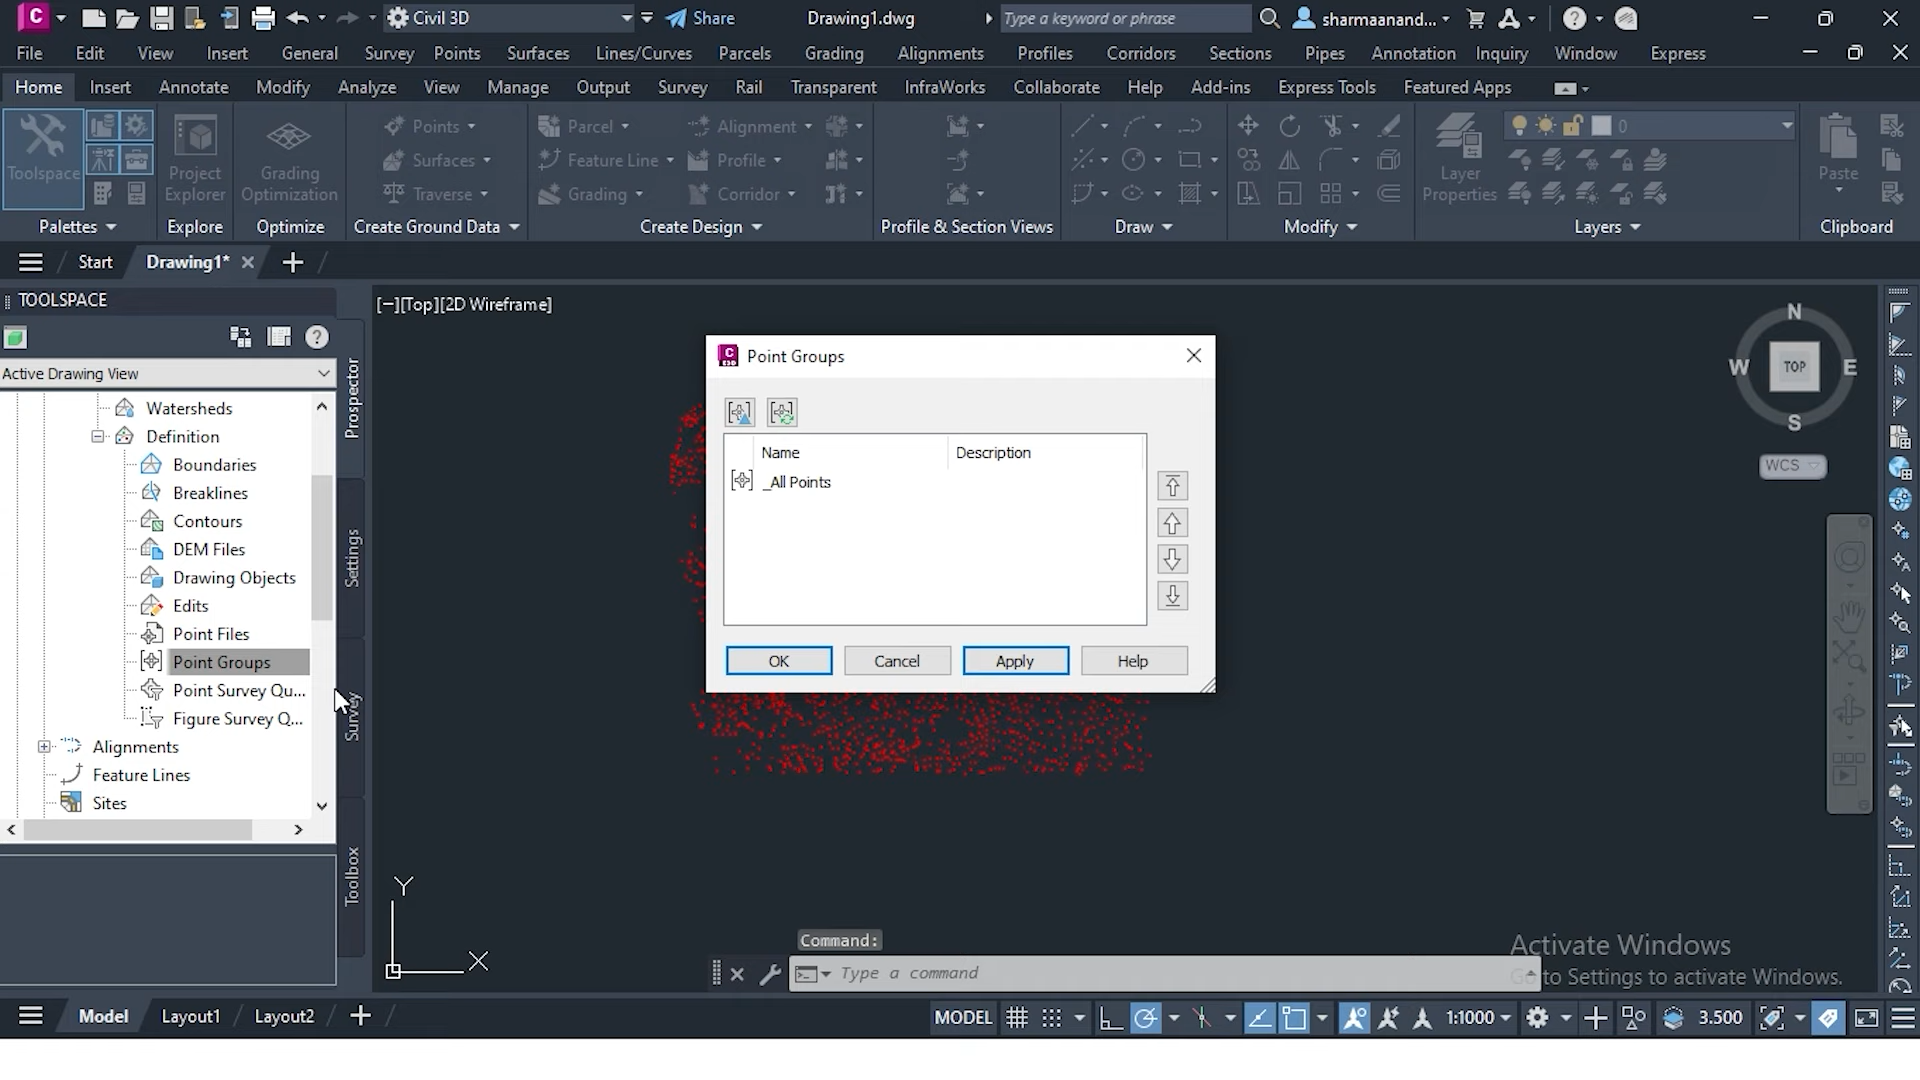 Civil 3D
Share
Drawing1.dwg
Type a keyword or phrase
sharmaanand...
File Edit View Insert General Survey Points Surfaces Lines/Curves Parcels Grading Alignments Profiles Corridors Sections Pipes Annotation Inquiry Window Express
Home Insert Annotate Modify Analyze View Manage Output Survey Rail Transparent InfraWorks Collaborate Help Add-ins Express Tools Featured Apps
Points Parcel Alignment 0
Toolspace Project Explorer Grading Optimization Surfaces Feature Line Profile Layer Properties Paste
Traverse Grading Corridor
Palettes Explore Optimize Create Ground Data Create Design Profile & Section Views Draw Modify Layers Clipboard
Start Drawing1*
TOOLSPACE
Active Drawing View
Watersheds
Definition
Boundaries
Breaklines
Contours
DEM Files
Drawing Objects
Edits
Point Files
Point Groups
Point Survey Qu...
Figure Survey Q...
Alignments
Feature Lines
Sites
Prospector
Settings
Survey
Toolbox
[−][Top][2D Wireframe]
Point Groups
Name Description
_All Points
OK Cancel Apply Help
N
W TOP E
S
WCS
Y
X
Command:
Type a command
Activate Windows
to Settings to activate Windows.
Model Layout1 Layout2
MODEL 1:1000 3.500